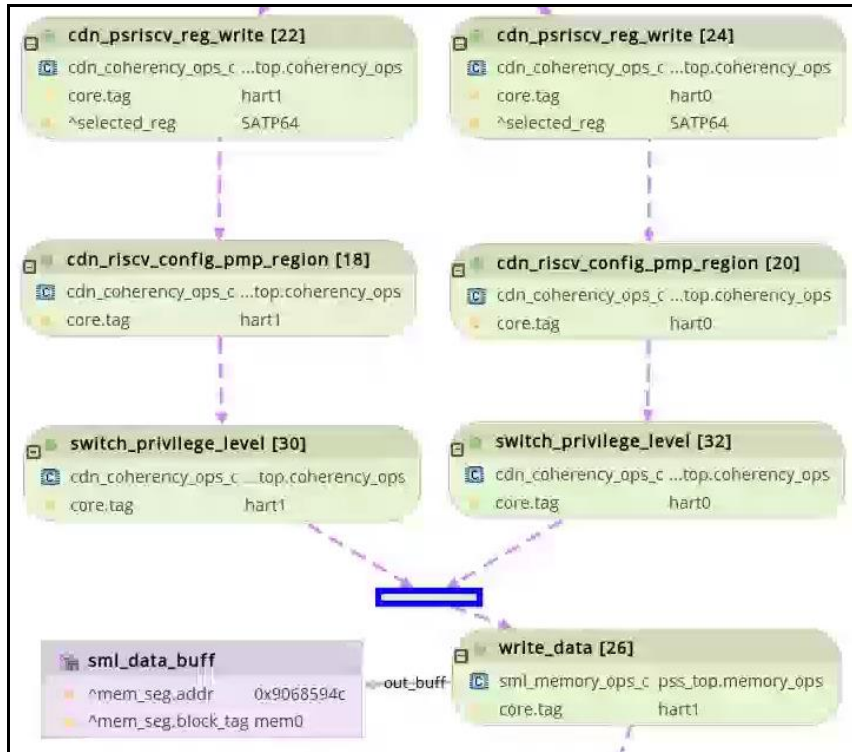 cdn_psriscv_reg_write [22]
cdn_coherency_ops_c ...top.coherency_ops
core.tag hart1
^selected_reg SATP64
cdn_psriscv_reg_write [24]
cdn_coherency_ops_c ...top.coherency_ops
core.tag hart0
^selected_reg SATP64
cdn_riscv_config_pmp_region [18]
cdn_coherency_ops_c ...top.coherency_ops
core.tag hart1
cdn_riscv_config_pmp_region [20]
cdn_coherency_ops_c ...top.coherency_ops
core.tag hart0
switch_privilege_level [30]
cdn_coherency_ops_c ...top.coherency_ops
core.tag hart1
switch_privilege_level [32]
cdn_coherency_ops_c ...top.coherency_ops
core.tag hart0
sml_data_buff
^mem_seg.addr 0x9068594c
^mem_seg.block_tag mem0
out_buff
write_data [26]
sml_memory_ops_c pss_top.memory_ops
core.tag hart1